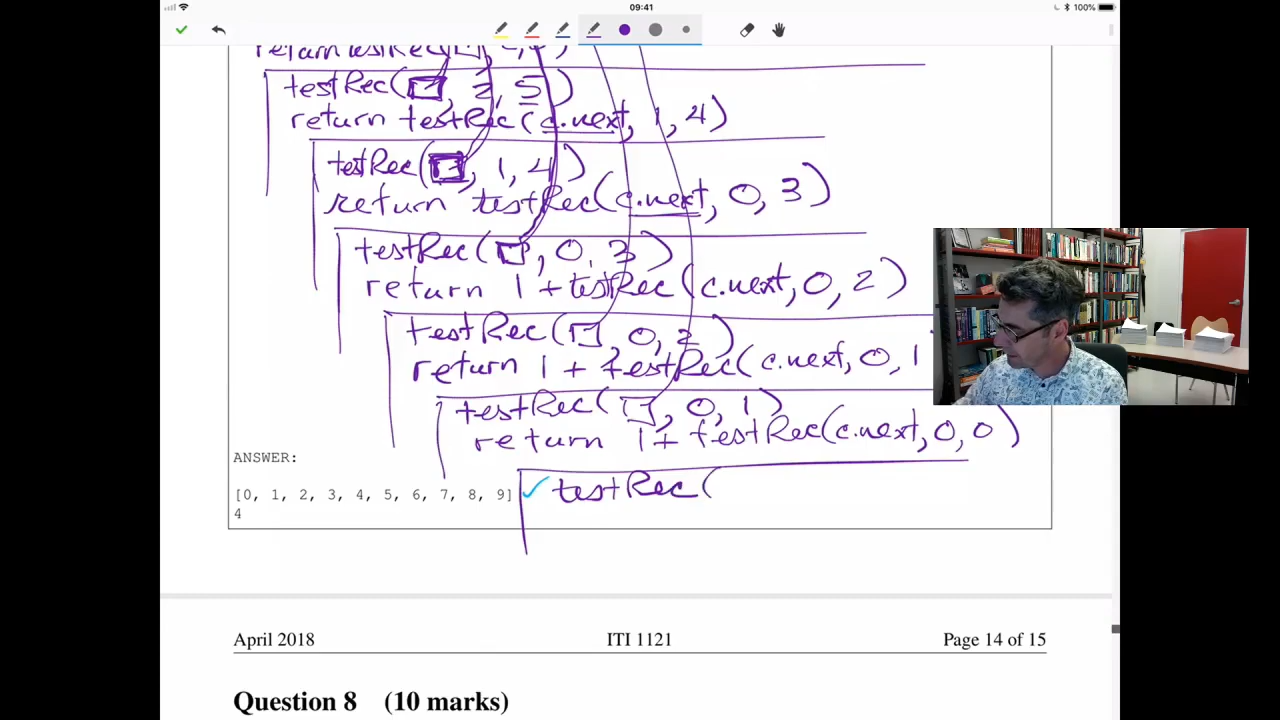 09:41
100%
return testRec(
testRec(□, 2, 5)
return testRec(c.next, 1, 4)
testRec(□, 1, 4)
return testRec(c.next, 0, 3)
testRec(□, 0, 3)
return 1 + testRec(c.next, 0, 2)
testRec(□, 0, 2)
return 1 + testRec(c.next, 0, 1
testRec(□, 0, 1)
return 1 + testRec(c.next, 0, 0)
ANSWER:
[0, 1, 2, 3, 4, 5, 6, 7, 8, 9] ✓ testRec(
4
April 2018 ITI 1121 Page 14 of 15
Question 8 (10 marks)